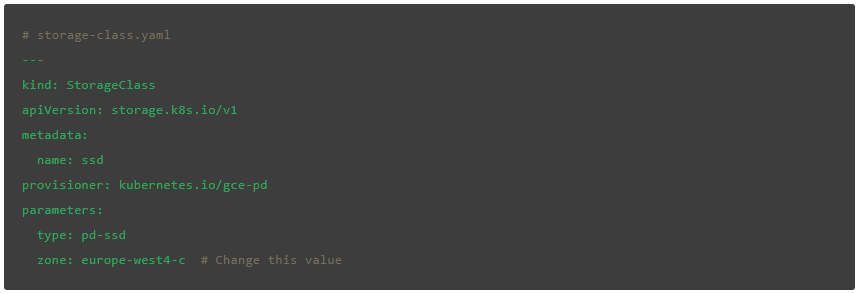 # storage-class.yaml
---
kind: StorageClass
apiVersion: storage.k8s.io/v1
metadata:
  name: ssd
provisioner: kubernetes.io/gce-pd
parameters:
  type: pd-ssd
  zone: europe-west4-c  # Change this value